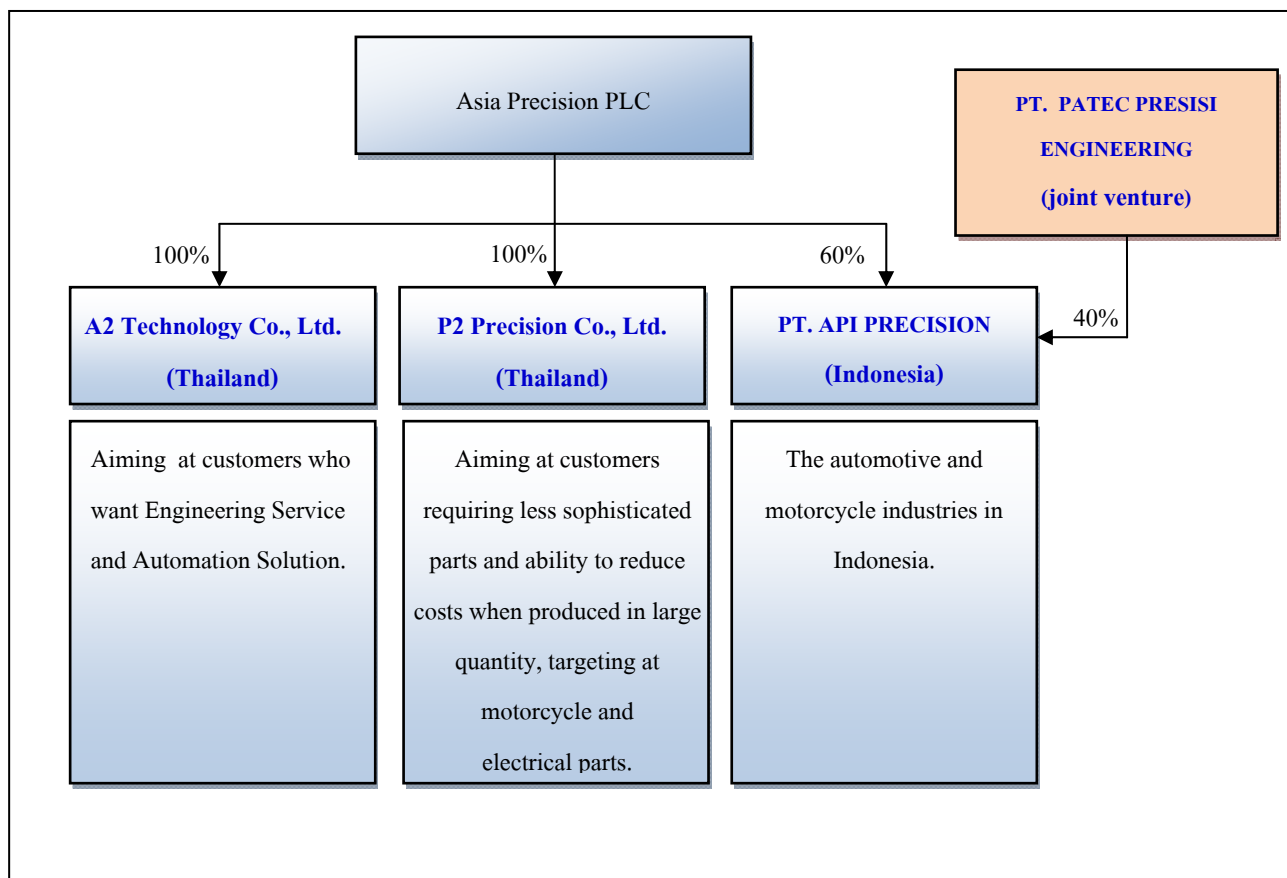 Asia Precision PLC
PT. PATEC PRESISI
ENGINEERING
(joint venture)
100%
100%
60%
40%
A2 Technology Co., Ltd.
(Thailand)
P2 Precision Co., Ltd.
(Thailand)
PT. API PRECISION
(Indonesia)
Aiming at customers who
want Engineering Service
and Automation Solution.
Aiming at customers
requiring less sophisticated
parts and ability to reduce
costs when produced in large
quantity, targeting at
motorcycle and
electrical parts.
The automotive and
motorcycle industries in
Indonesia.